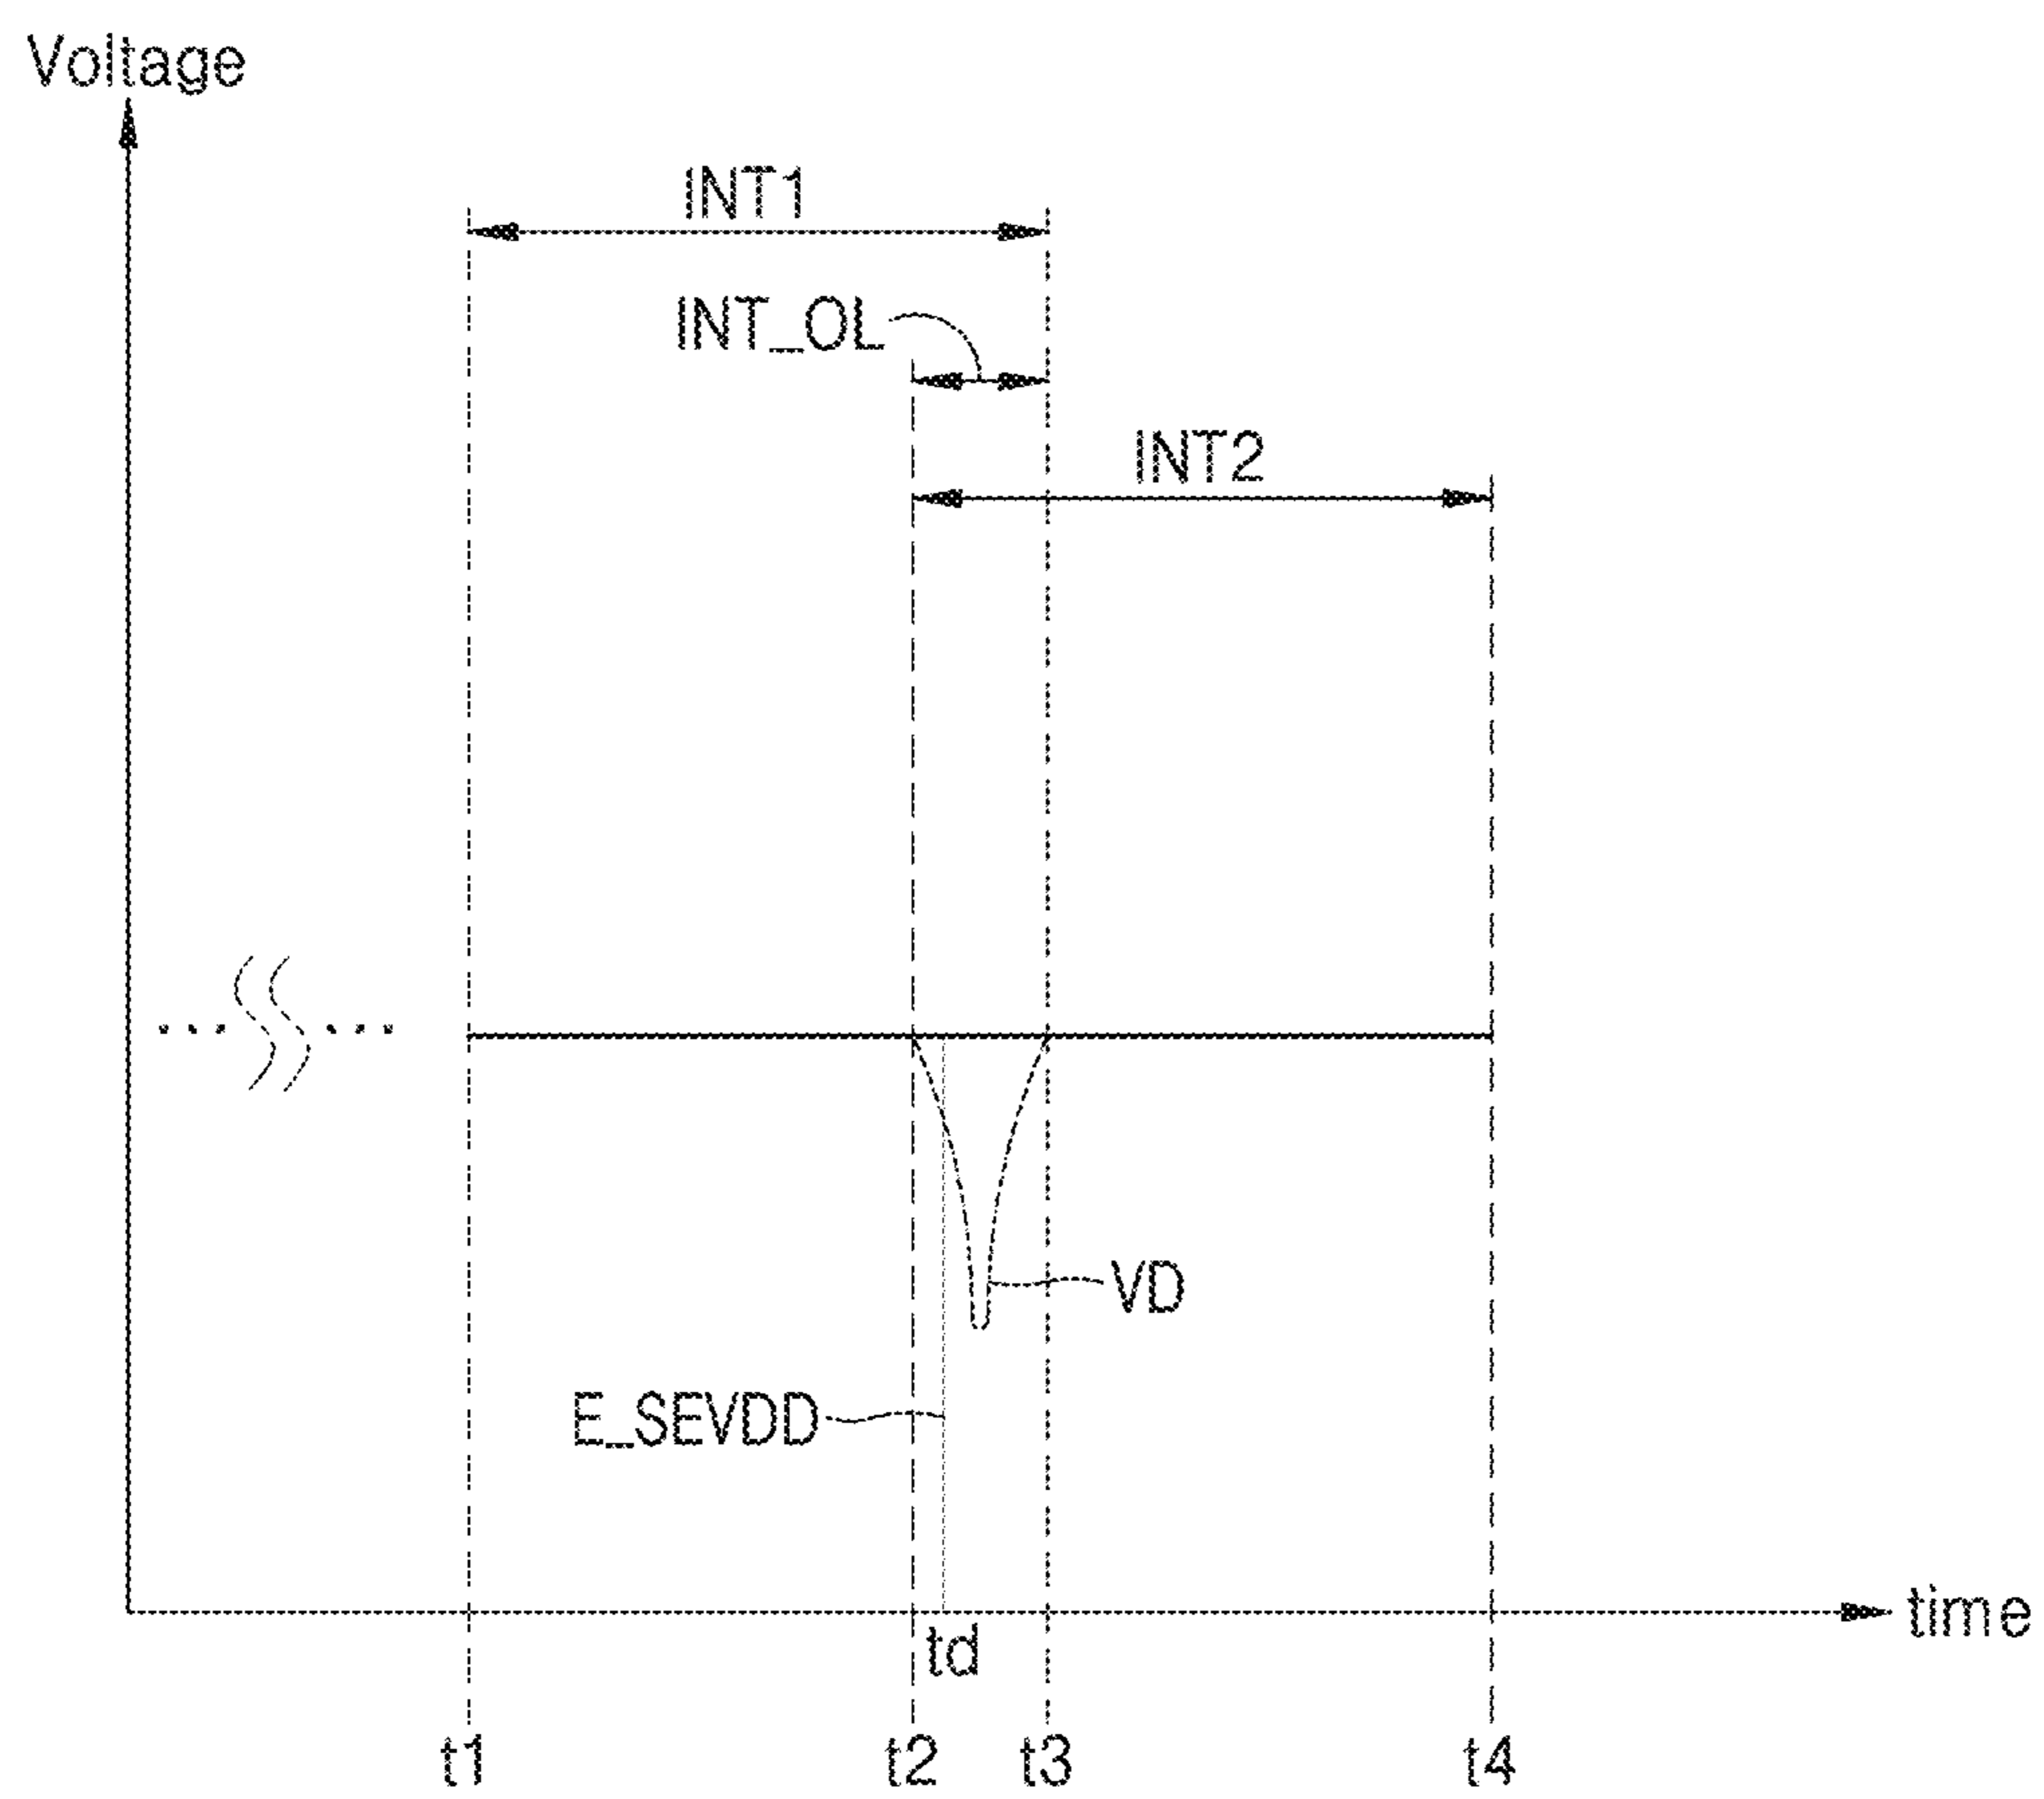 Voltage
INT1
INT_OL
INT2
VD
E_SEVDD
time
td
t1 t2 t3 t4